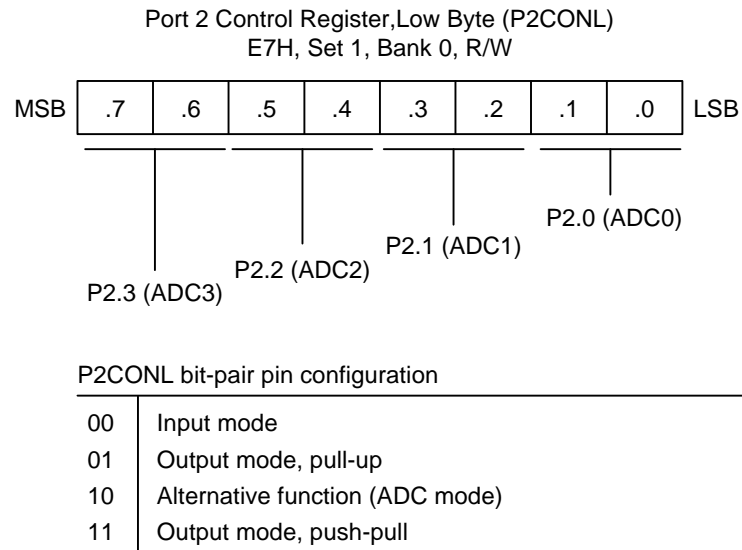 Port 2 Control Register,Low Byte (P2CONL)
E7H, Set 1, Bank 0, R/W
MSB .7 .6 .5 .4 .3 .2 .1 .0 LSB
P2.0 (ADC0)
P2.1 (ADC1)
P2.2 (ADC2)
P2.3 (ADC3)
P2CONL bit-pair pin configuration
00 Input mode
01 Output mode, pull-up
10 Alternative function (ADC mode)
11 Output mode, push-pull